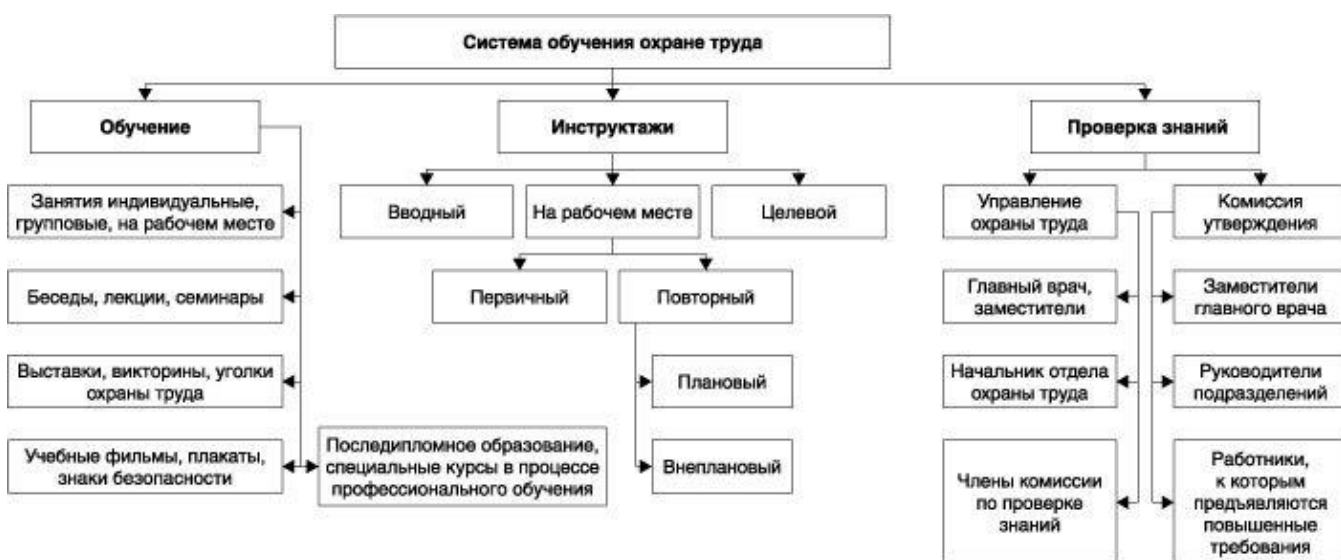 Система обучения охране труда
Обучение
Инструктажи
Проверка знаний
Занятия индивидуальные,
групповые, на рабочем месте
Вводный
На рабочем месте
Целевой
Управление
охраны труда
Комиссия
утверждения
Беседы, лекции, семинары
Первичный
Повторный
Главный врач,
заместители
Заместители
главного врача
Выставки, викторины, уголки
охраны труда
Плановый
Начальник отдела
охраны труда
Руководители
подразделений
Учебные фильмы, плакаты,
знаки безопасности
Последипломное образование,
специальные курсы в процессе
профессионального обучения
Внеплановый
Члены комиссии
по проверке
знаний
Работники,
к которым
предъявляются
повышенные
требования